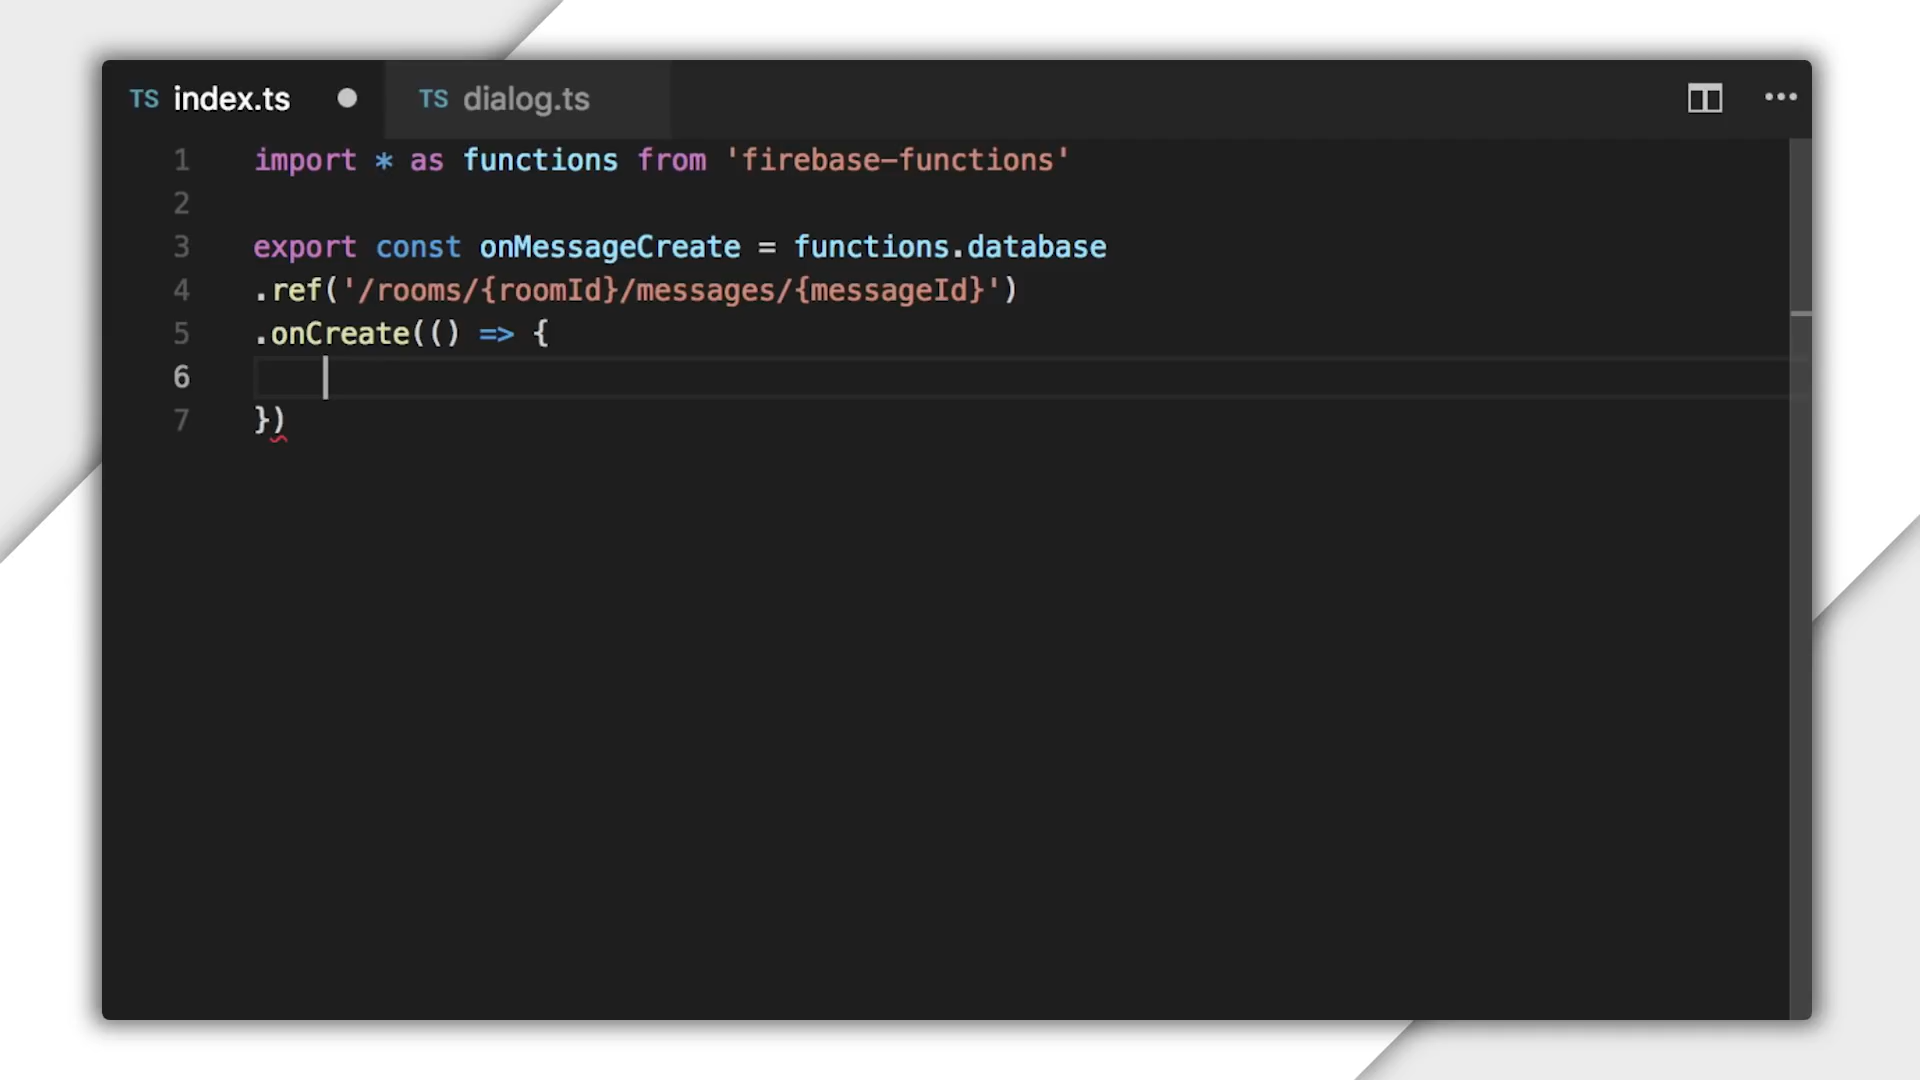 TS index.ts
TS dialog.ts
1 import * as functions from 'firebase-functions'
2
3 export const onMessageCreate = functions.database
4 .ref('/rooms/{roomId}/messages/{messageId}')
5 .onCreate(() => {
6
7 })